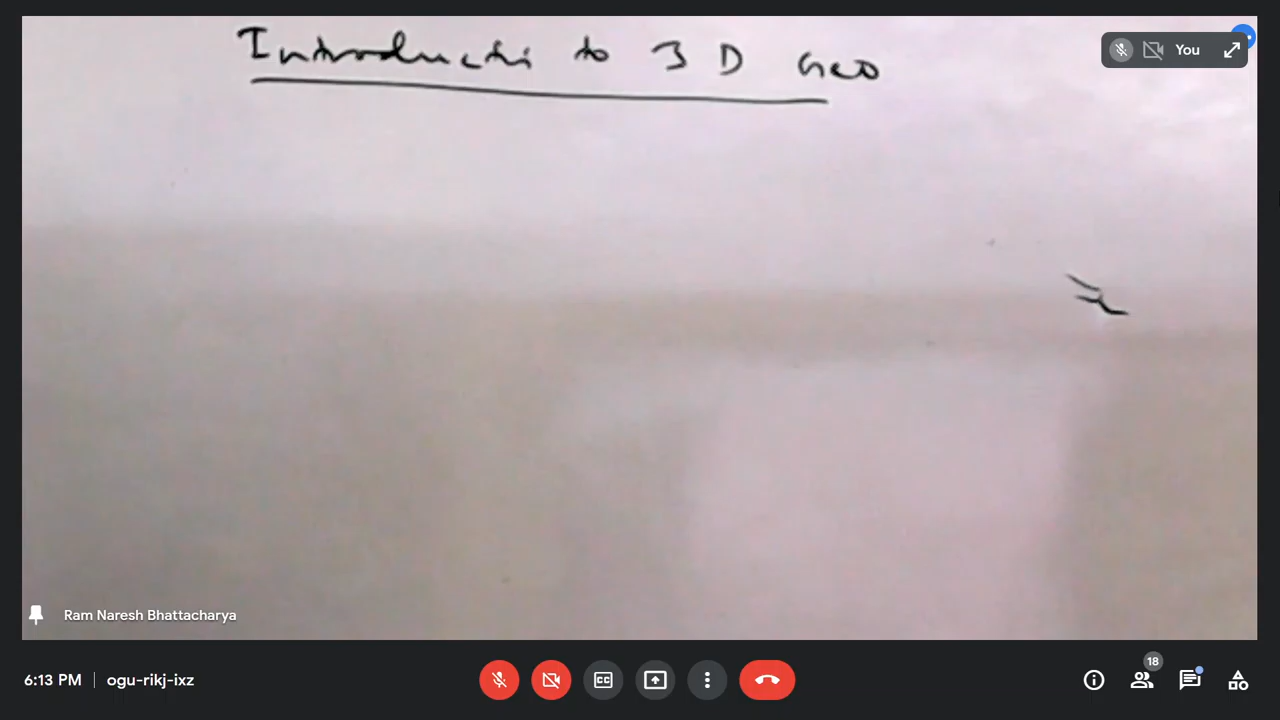 Introducti to 3 D Geo
You
Ram Naresh Bhattacharya
6:13 PM
ogu-rikj-ixz
18